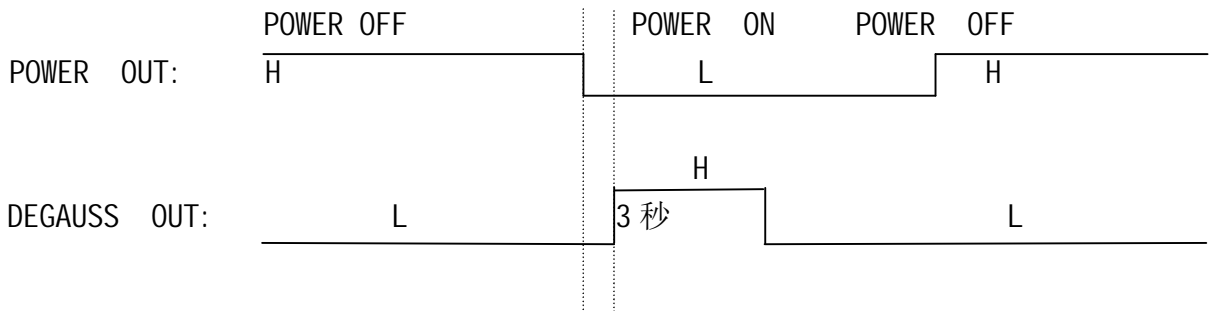 POWER OFF POWER ON POWER OFF
POWER OUT: H L H
H
DEGAUSS OUT: L 3秒 L